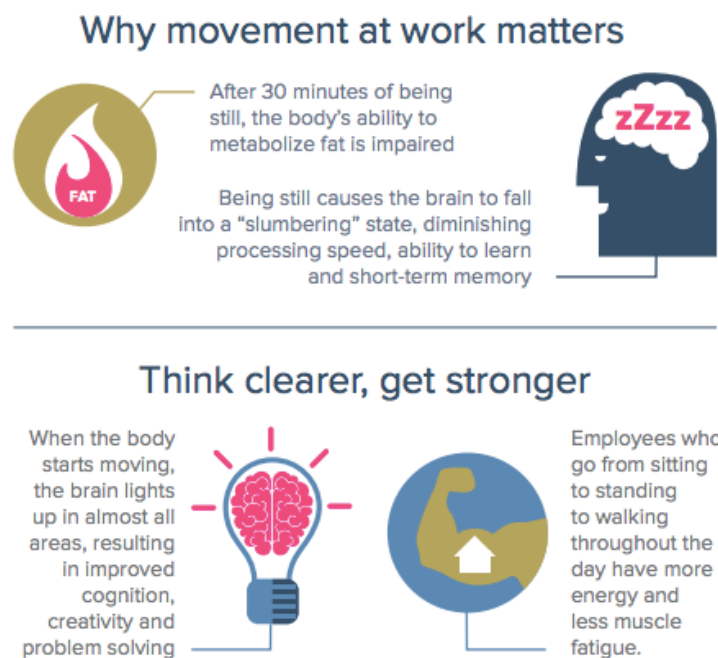 Why movement at work matters
After 30 minutes of being
still, the body's ability to
metabolize fat is impaired
FAT
zZzz
Being still causes the brain to fall
into a “slumbering” state, diminishing
processing speed, ability to learn
and short-term memory
Think clearer, get stronger
When the body
starts moving,
the brain lights
up in almost all
areas, resulting
in improved
cognition,
creativity and
problem solving
Employees who
go from sitting
to standing
to walking
throughout the
day have more
energy and
less muscle
fatigue.